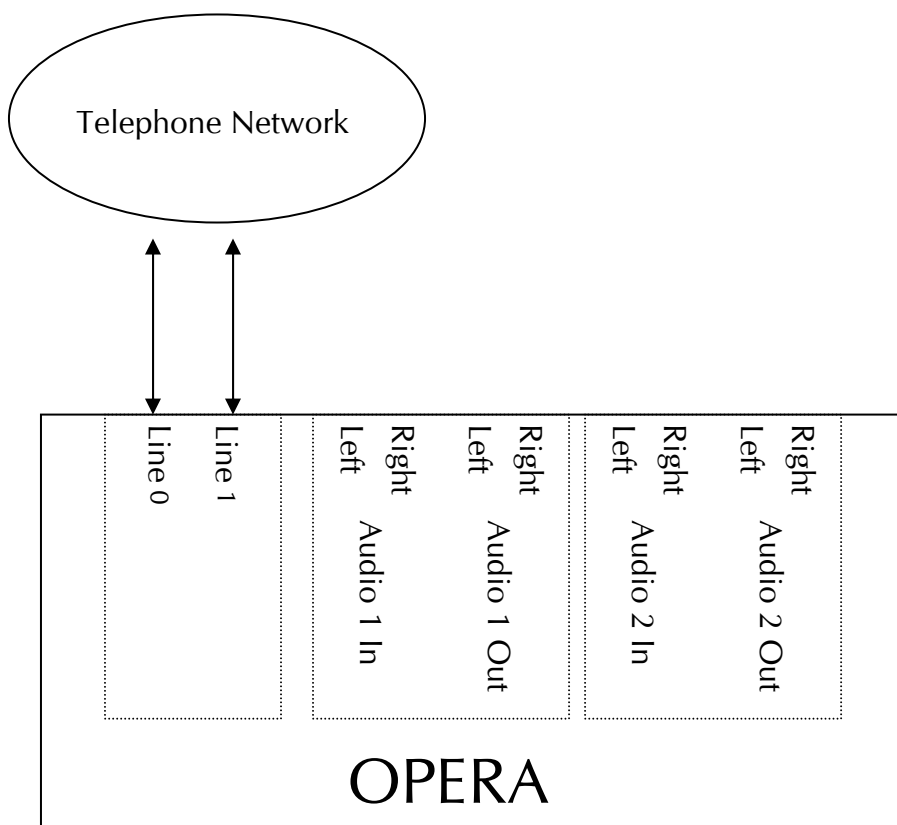 Telephone Network
Line 0
Line 1
Left
Right
Audio 1 In
Left
Right
Audio 1 Out
Left
Right
Audio 2 In
Left
Right
Audio 2 Out
OPERA